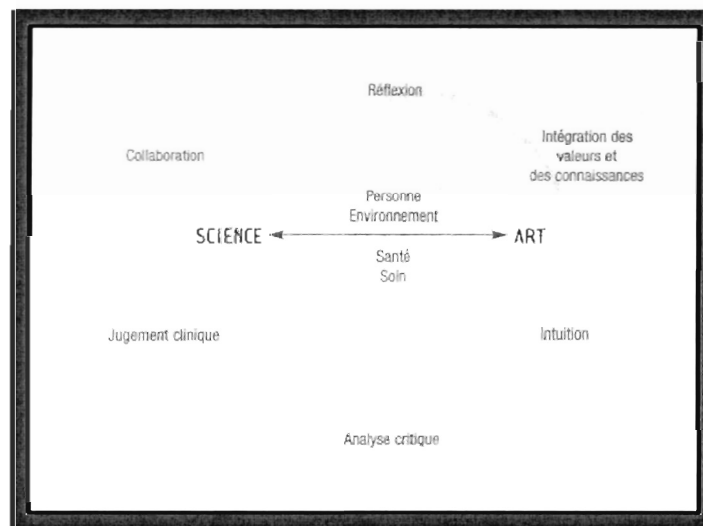 Réflexion
Collaboration
Intégration des
valeurs et
des connaissances
Personne
Environnement
SCIENCE
ART
Santé
Soin
Jugement clinique
Intuition
Analyse critique